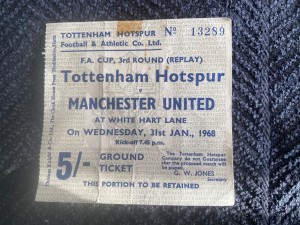 TOTTENHAM HOTSPUR Nº 13289
Football & Athletic Co. Ltd.
F.A. CUP, 3rd ROUND (REPLAY)
Tottenham Hotspur
v
MANCHESTER UNITED
AT WHITE HART LANE
On WEDNESDAY, 31st JAN., 1968
Kick-off 7.45 p.m.
5/- GROUND
TICKET
The Tottenham Hotspur
Company do not Guarantee
that the proposed match will
be played.
G. W. JONES
Secretary
THIS PORTION TO BE RETAINED